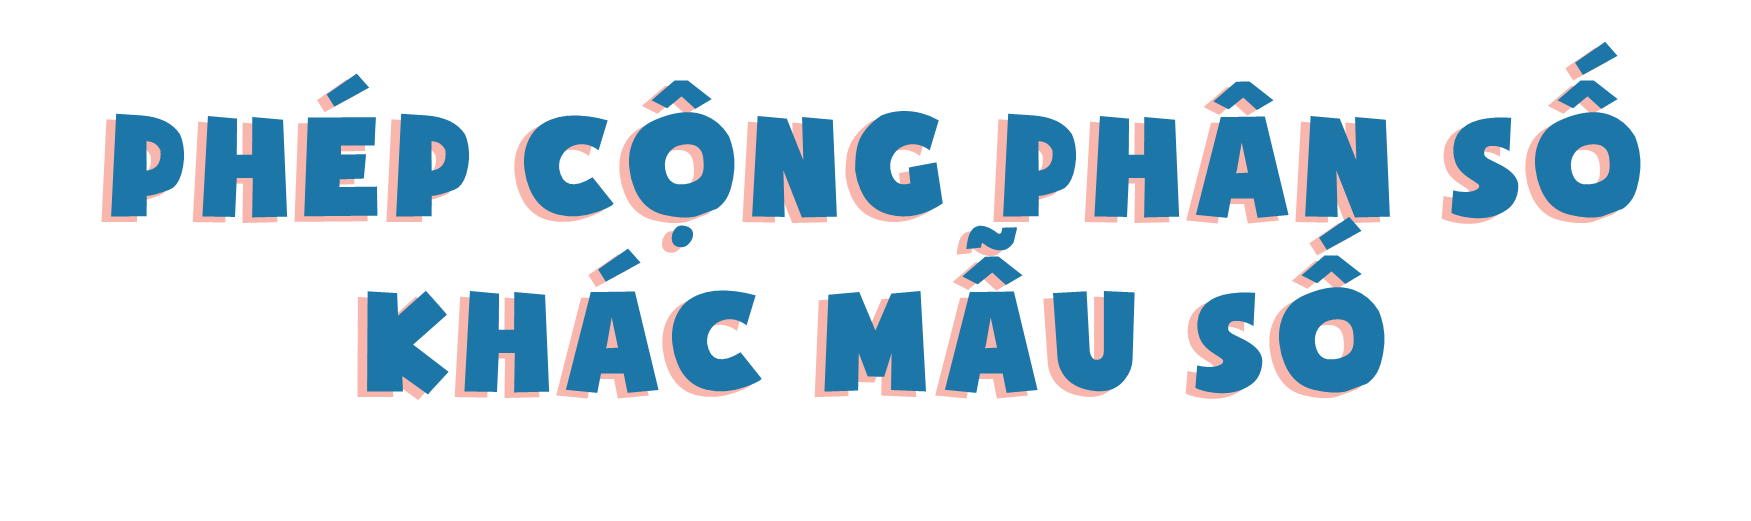 PHÉP CỘNG PHÂN SỐ
KHÁC MẪU SỐ